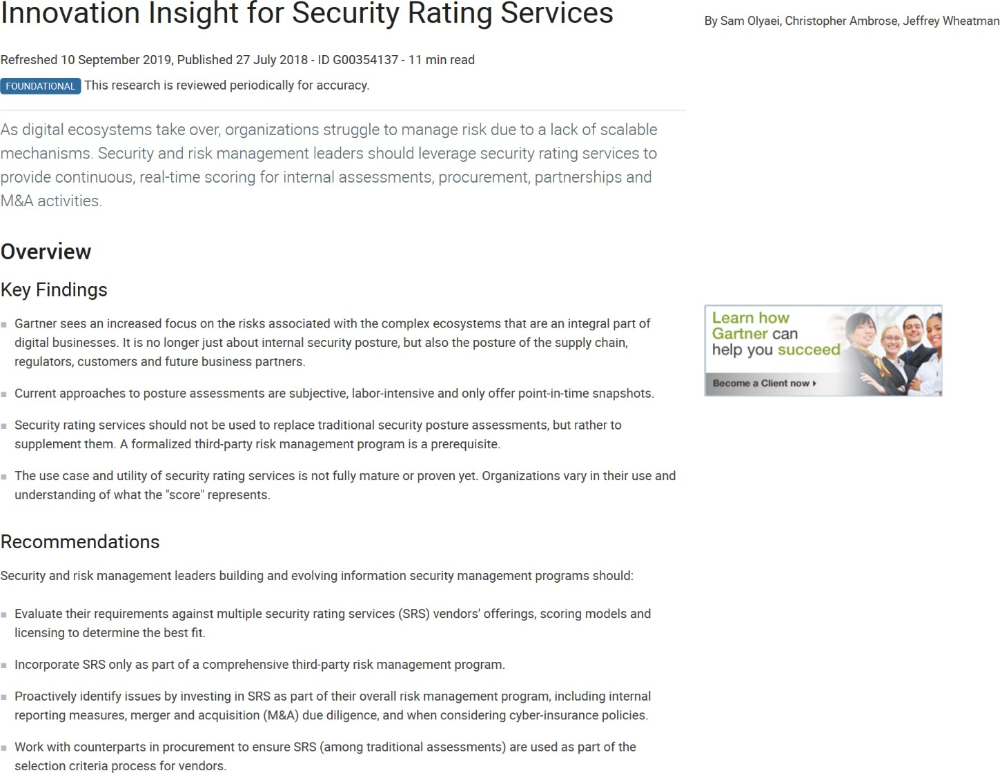 Innovation Insight for Security Rating Services
By Sam Olyaei, Christopher Ambrose, Jeffrey Wheatman
Refreshed 10 September 2019, Published 27 July 2018 - ID G00354137 - 11 min read
FOUNDATIONAL This research is reviewed periodically for accuracy.
As digital ecosystems take over, organizations struggle to manage risk due to a lack of scalable
mechanisms. Security and risk management leaders should leverage security rating services to
provide continuous, real-time scoring for internal assessments, procurement, partnerships and
M&A activities.
Overview
Key Findings
Gartner sees an increased focus on the risks associated with the complex ecosystems that are an integral part of
digital businesses. It is no longer just about internal security posture, but also the posture of the supply chain,
regulators, customers and future business partners.
Current approaches to posture assessments are subjective, labor-intensive and only offer point-in-time snapshots.
Security rating services should not be used to replace traditional security posture assessments, but rather to
supplement them. A formalized third-party risk management program is a prerequisite.
The use case and utility of security rating services is not fully mature or proven yet. Organizations vary in their use and
understanding of what the "score" represents.
Learn how
Gartner can
help you succeed
Become a Client now
Recommendations
Security and risk management leaders building and evolving information security management programs should:
Evaluate their requirements against multiple security rating services (SRS) vendors' offerings, scoring models and
licensing to determine the best fit.
Incorporate SRS only as part of a comprehensive third-party risk management program.
Proactively identify issues by investing in SRS as part of their overall risk management program, including internal
reporting measures, merger and acquisition (M&A) due diligence, and when considering cyber-insurance policies.
Work with counterparts in procurement to ensure SRS (among traditional assessments) are used as part of the
selection criteria process for vendors.